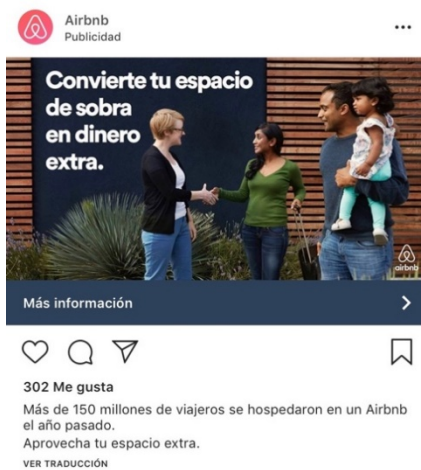 Airbnb
Publicidad
Convierte tu espacio
de sobra
en dinero
extra.
airbnb
Más información
302 Me gusta
Más de 150 millones de viajeros se hospedaron en un Airbnb
el año pasado.
Aprovecha tu espacio extra.
VER TRADUCCIÓN